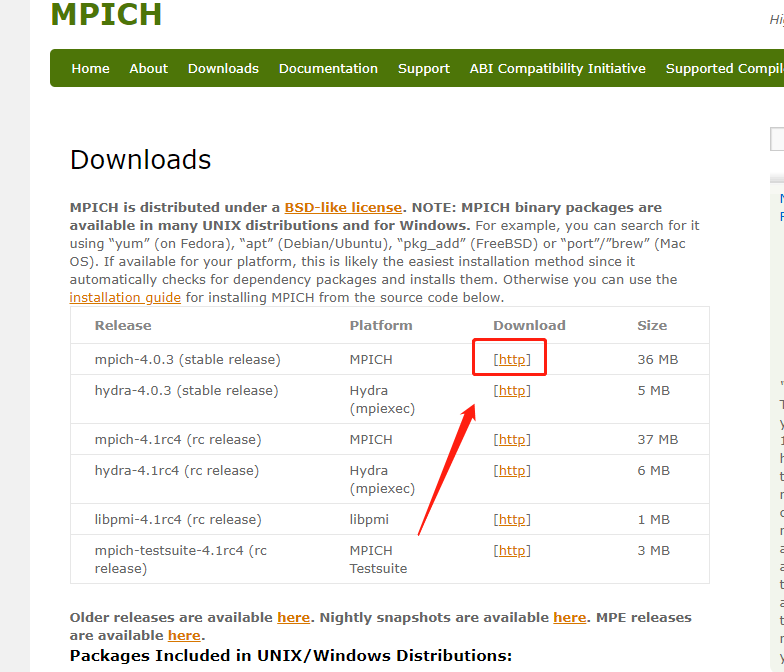 MPICH
Hi
Home About Downloads Documentation Support ABI Compatibility Initiative Supported Compil
Downloads
MPICH is distributed under a BSD-like license. NOTE: MPICH binary packages are
available in many UNIX distributions and for Windows. For example, you can search for it
using “yum” (on Fedora), “apt” (Debian/Ubuntu), “pkg_add” (FreeBSD) or “port”/”brew” (Mac
OS). If available for your platform, this is likely the easiest installation method since it
automatically checks for dependency packages and installs them. Otherwise you can use the
installation guide for installing MPICH from the source code below.
Release Platform Download Size
mpich-4.0.3 (stable release) MPICH [http] 36 MB
hydra-4.0.3 (stable release) Hydra [http] 5 MB
(mpiexec)
mpich-4.1rc4 (rc release) MPICH [http] 37 MB
hydra-4.1rc4 (rc release) Hydra [http] 6 MB
(mpiexec)
libpmi-4.1rc4 (rc release) libpmi [http] 1 MB
mpich-testsuite-4.1rc4 (rc MPICH [http] 3 MB
release) Testsuite
Older releases are available here. Nightly snapshots are available here. MPE releases
are available here.
Packages Included in UNIX/Windows Distributions: